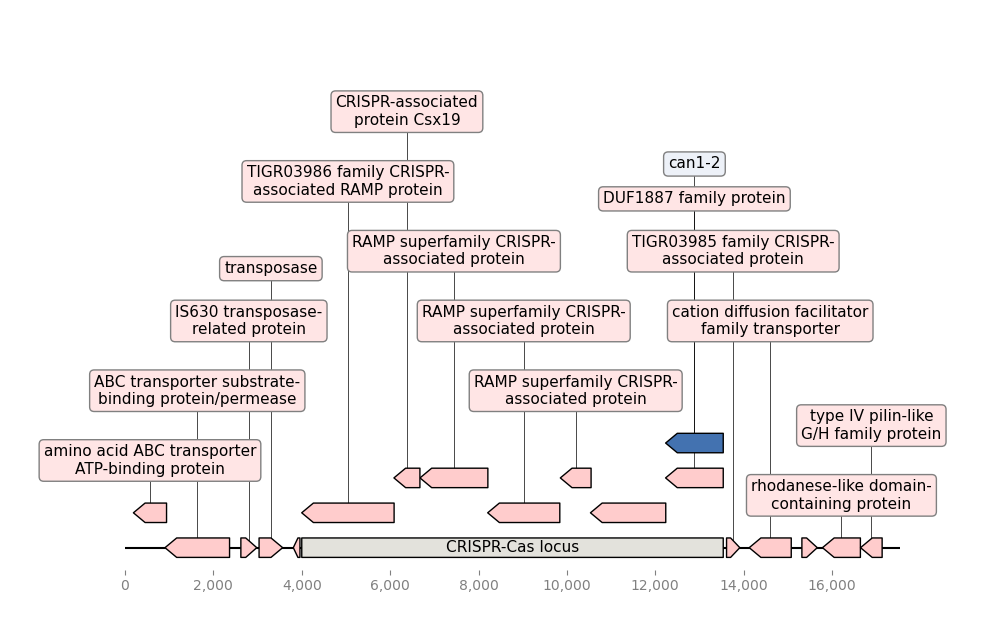 CRISPR-associated
protein Csx19
can1-2
TIGR03986 family CRISPR-
associated RAMP protein
DUF1887 family protein
RAMP superfamily CRISPR-
associated protein
TIGR03985 family CRISPR-
associated protein
transposase
IS630 transposase-
related protein
RAMP superfamily CRISPR-
associated protein
cation diffusion facilitator
family transporter
ABC transporter substrate-
binding protein/permease
RAMP superfamily CRISPR-
associated protein
type IV pilin-like
G/H family protein
amino acid ABC transporter
ATP-binding protein
rhodanese-like domain-
containing protein
CRISPR-Cas locus
0 2,000 4,000 6,000 8,000 10,000 12,000 14,000 16,000